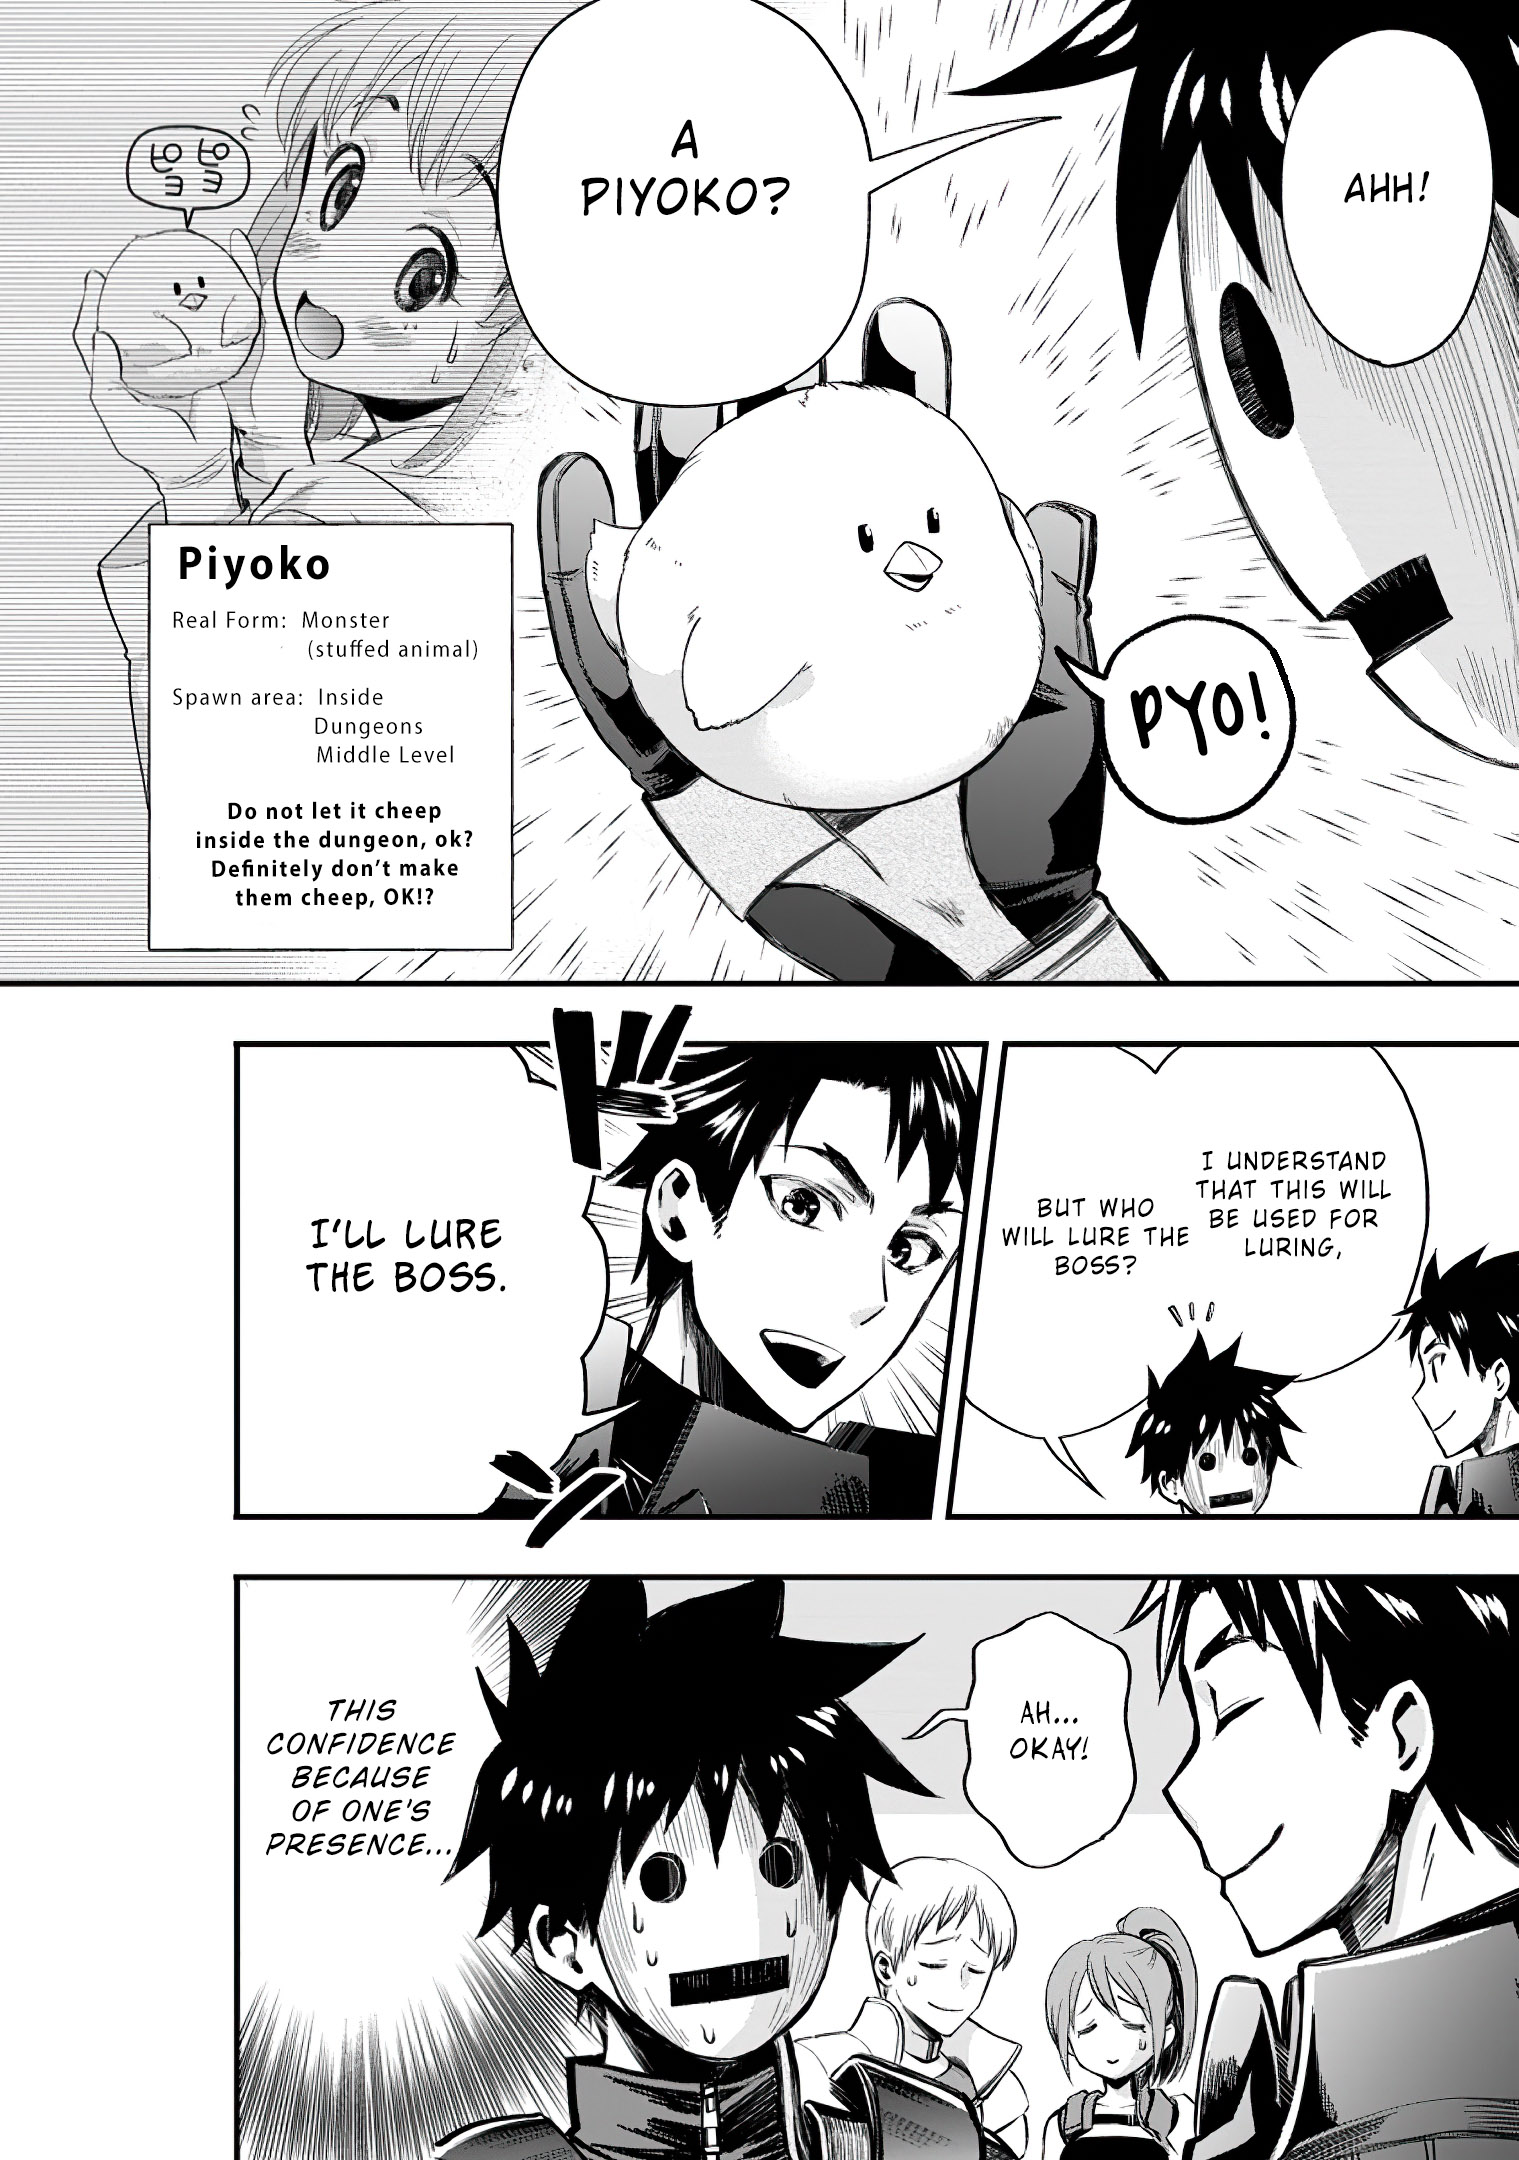 AHH!
A
PIYOKO?
PYO!
Piyoko
Real Form: Monster
(stuffed animal)
Spawn area: Inside
Dungeons
Middle Level
Do not let it cheep
inside the dungeon, ok?
Definitely don't make
them cheep, OK!?
I UNDERSTAND
THAT THIS WILL
BE USED FOR
LURING,
BUT WHO
WILL LURE THE
BOSS?
I'LL LURE
THE BOSS.
AH...
OKAY!
THIS
CONFIDENCE
BECAUSE
OF ONE'S
PRESENCE...